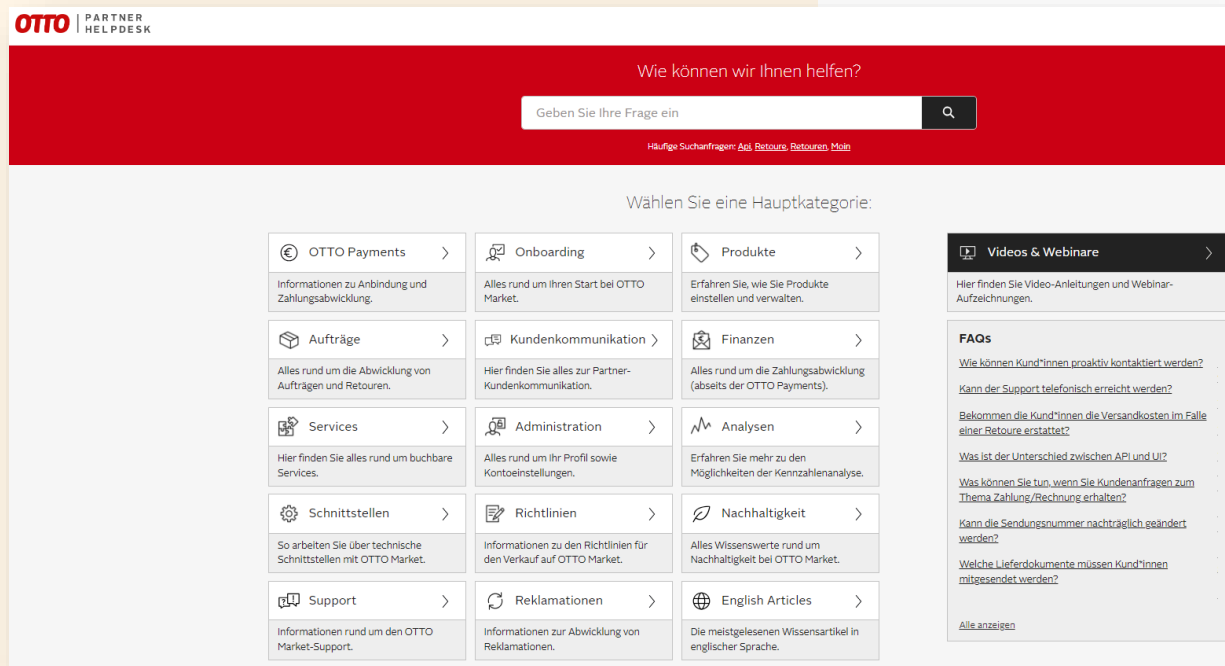 OTTO
PARTNER
HELPDESK
Wie können wir Ihnen helfen?
Geben Sie Ihre Frage ein
Häufige Suchanfragen: Api, Retoure, Retouren, Moin
Wählen Sie eine Hauptkategorie:
OTTO Payments
Informationen zu Anbindung und
Zahlungsabwicklung.
Onboarding
Alles rund um Ihren Start bei OTTO
Market.
Produkte
Erfahren Sie, wie Sie Produkte
einstellen und verwalten.
Aufträge
Alles rund um die Abwicklung von
Aufträgen und Retouren.
Kundenkommunikation
Hier finden Sie alles zur Partner-
Kundenkommunikation.
Finanzen
Alles rund um die Zahlungsabwicklung
(abseits der OTTO Payments).
Services
Hier finden Sie alles rund um buchbare
Services.
Administration
Alles rund um Ihr Profil sowie
Kontoeinstellungen.
Analysen
Erfahren Sie mehr zu den
Möglichkeiten der Kennzahlenanalyse.
Schnittstellen
So arbeiten Sie über technische
Schnittstellen mit OTTO Market.
Richtlinien
Informationen zu den Richtlinien für
den Verkauf auf OTTO Market.
Nachhaltigkeit
Alles Wissenswerte rund um
Nachhaltigkeit bei OTTO Market.
Support
Informationen rund um den OTTO
Market-Support.
Reklamationen
Informationen zur Abwicklung von
Reklamationen.
English Articles
Die meistgelesenen Wissensartikel in
englischer Sprache.
Videos & Webinare
Hier finden Sie Video-Anleitungen und Webinar-
Aufzeichnungen.
FAQs
Wie können Kund*innen proaktiv kontaktiert werden?
Kann der Support telefonisch erreicht werden?
Bekommen die Kund*innen die Versandkosten im Falle
einer Retoure erstattet?
Was ist der Unterschied zwischen API und UI?
Was können Sie tun, wenn Sie Kundenanfragen zum
Thema Zahlung/Rechnung erhalten?
Kann die Sendungsnummer nachträglich geändert
werden?
Welche Lieferdokumente müssen Kund*innen
mitgesendet werden?
Alle anzeigen